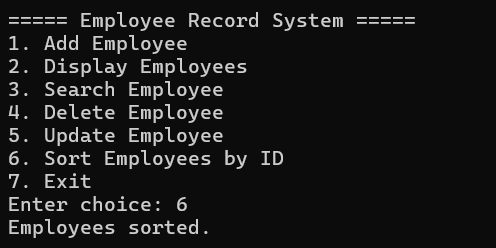 ===== Employee Record System =====
1. Add Employee
2. Display Employees
3. Search Employee
4. Delete Employee
5. Update Employee
6. Sort Employees by ID
7. Exit
Enter choice: 6
Employees sorted.